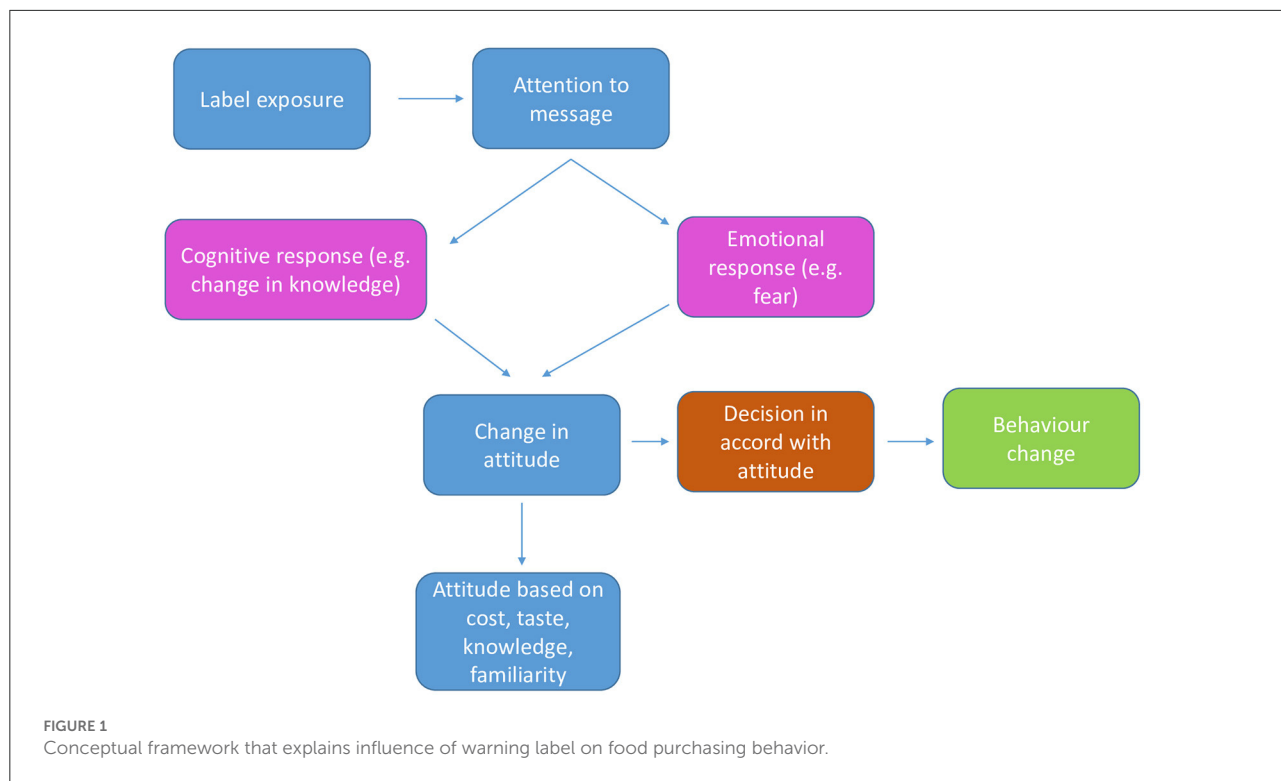 Label exposure
Attention to
message
Cognitive response (e.g.
change in knowledge)
Emotional
response (e.g.
fear)
Change in
attitude
Decision in
accord with
attitude
Behaviour
change
Attitude based on
cost, taste,
knowledge,
familiarity
FIGURE 1
Conceptual framework that explains influence of warning label on food purchasing behavior.